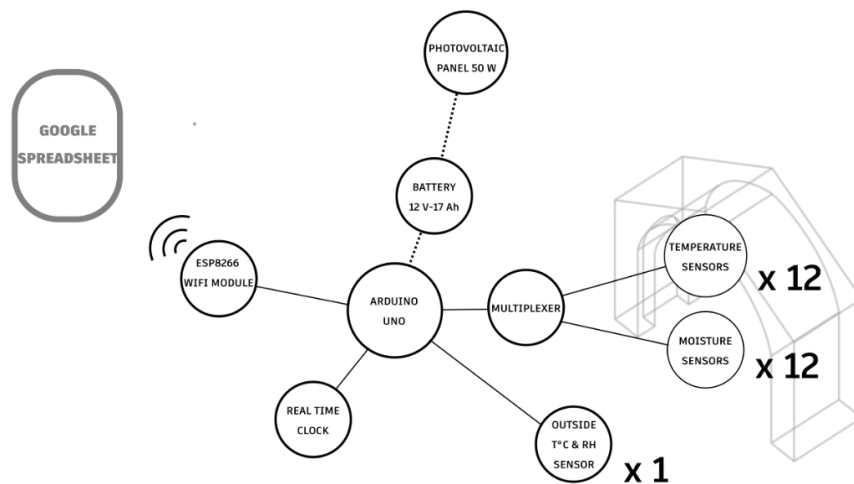 PHOTOVOLTAIC
PANEL 50 W
GOOGLE
SPREADSHEET
BATTERY
12 V-17 Ah
ESP8266
WIFI MODULE
ARDUINO
UNO
MULTIPLEXER
TEMPERATURE
SENSORS
x 12
MOISTURE
SENSORS
x 12
REAL TIME
CLOCK
OUTSIDE
T°C & RH
SENSOR
x 1